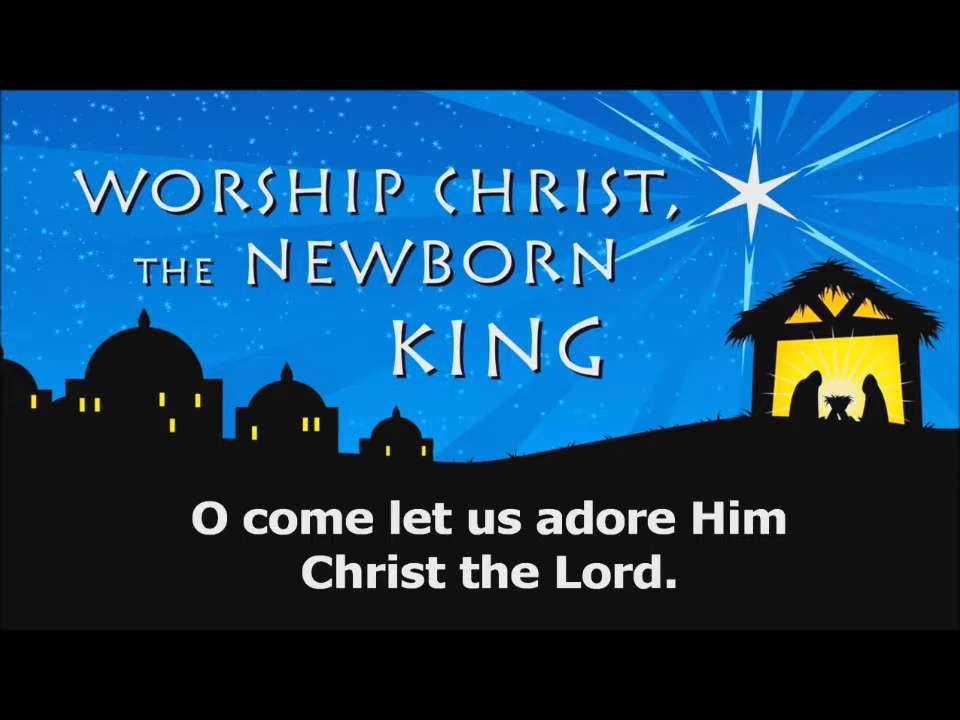 WORSHIP CHRIST,
THE NEWBORN
KING
O come let us adore Him
Christ the Lord.